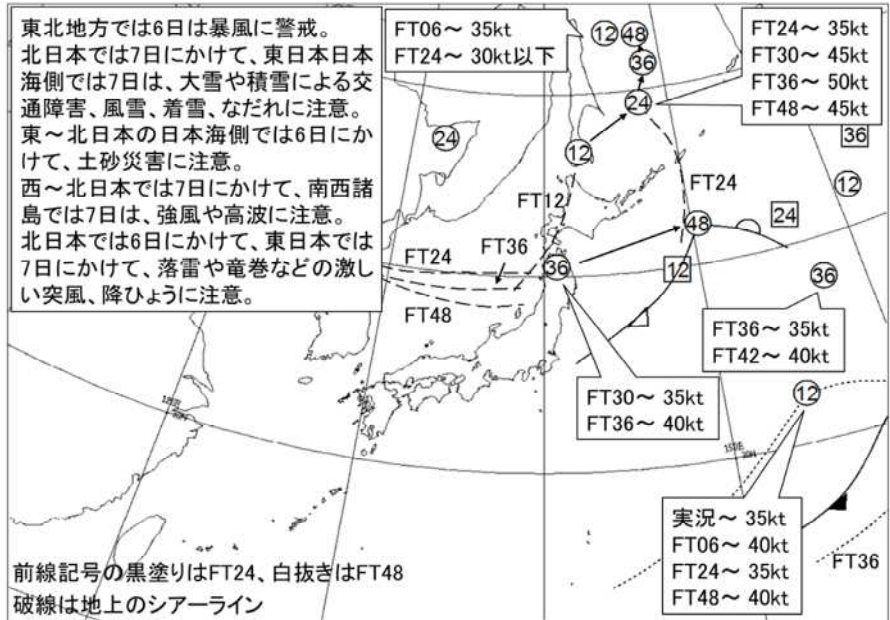 東北地方では6日は暴風に警戒。
北日本では7日にかけて、東日本日本
海側では7日は、大雪や積雪による交
通障害、風雪、着雪、なだれに注意。
東～北日本の日本海側では6日にか
けて、土砂災害に注意。
西～北日本では7日にかけて、南西諸
島では7日は、強風や高波に注意。
北日本では6日にかけて、東日本では
7日にかけて、落雷や竜巻などの激し
い突風、降ひょうに注意。
FT06～ 35kt
FT24～ 30kt以下
12
48
36
24
FT24～ 35kt
FT30～ 45kt
FT36～ 50kt
FT48～ 45kt
36
24
12
12
FT24
FT12
24
48
FT36
FT24
36
12
36
FT48
FT36～ 35kt
FT42～ 40kt
FT30～ 35kt
FT36～ 40kt
12
実況～ 35kt
FT06～ 40kt
FT24～ 35kt
FT48～ 40kt
FT36
前線記号の黒塗りはFT24、白抜きはFT48
破線は地上のシアーライン